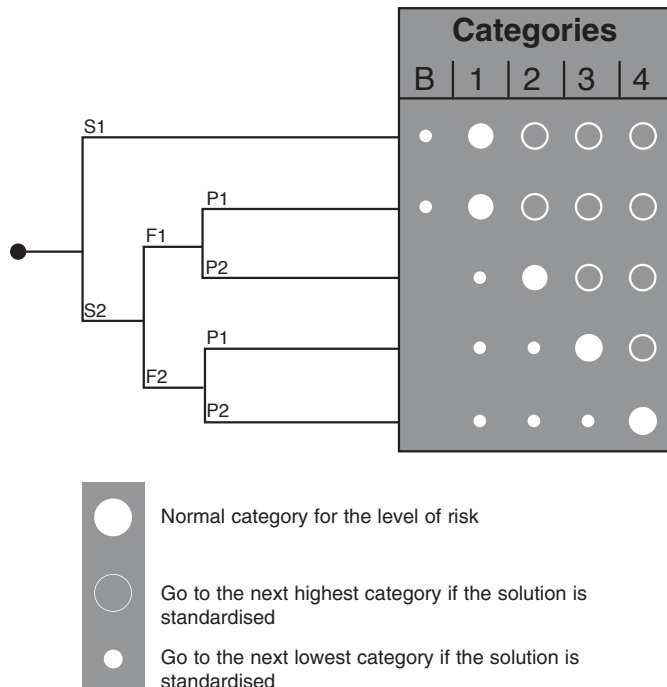 Categories
B 1 2 3 4
S1
P1
F1
P2
S2
P1
F2
P2
Normal category for the level of risk
Go to the next highest category if the solution is
standardised
Go to the next lowest category if the solution is
standardised